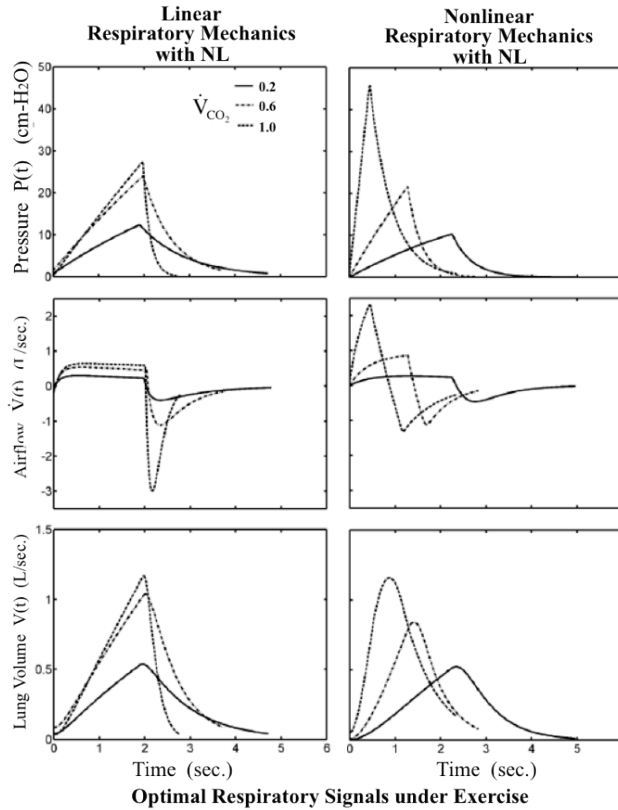 Linear
Respiratory Mechanics
with NL
Nonlinear
Respiratory Mechanics
with NL
Pressure P(t) (cm-H2O)
50
40
30
20
10
0
V̇CO2
0.2
0.6
1.0
Airflow V̇(t) (l/sec.)
2
1
0
-1
-2
-3
Lung Volume V(t) (L/sec.)
1.5
1
0.5
0
0 1 2 3 4 5 6
0 1 2 3 4 5
Time (sec.)
Time (sec.)
Optimal Respiratory Signals under Exercise